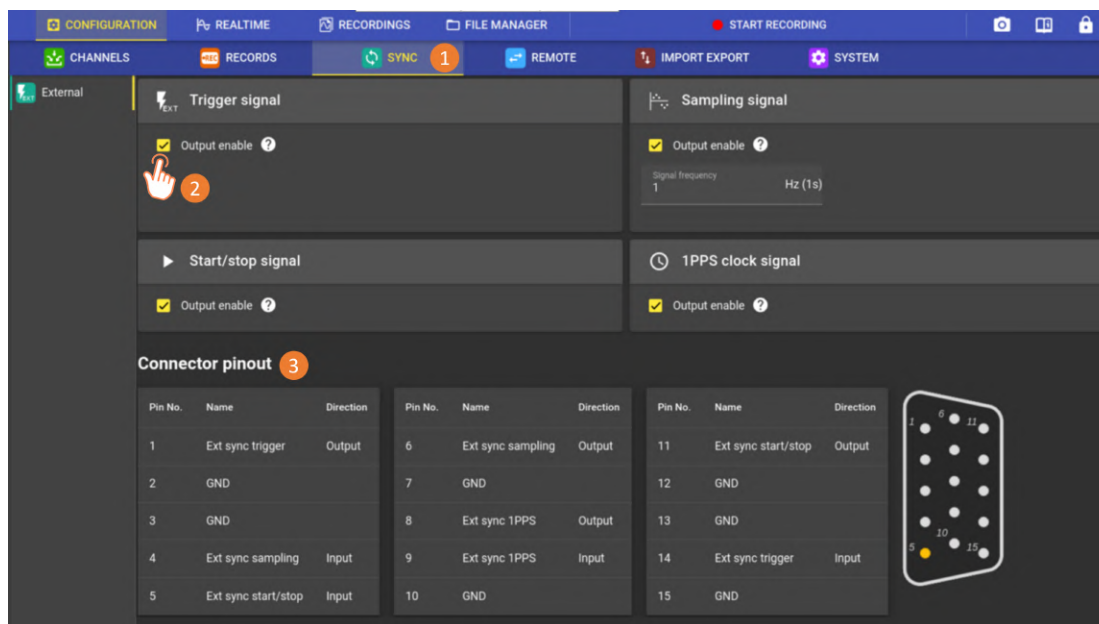 CONFIGURATION REALTIME RECORDINGS FILE MANAGER START RECORDING
CHANNELS REC RECORDS SYNC 1 REMOTE IMPORT EXPORT SYSTEM
EXT External
EXT Trigger signal
Sampling signal
Output enable ?
Output enable ?
2
Signal frequency
1 Hz (1s)
Start/stop signal
1PPS clock signal
Output enable ?
Output enable ?
Connector pinout 3
Pin No. Name Direction Pin No. Name Direction Pin No. Name Direction
1 Ext sync trigger Output 6 Ext sync sampling Output 11 Ext sync start/stop Output
2 GND 7 GND 12 GND
3 GND 8 Ext sync 1PPS Output 13 GND
4 Ext sync sampling Input 9 Ext sync 1PPS Input 14 Ext sync trigger Input
5 Ext sync start/stop Input 10 GND 15 GND
1 6 11
5 10 15